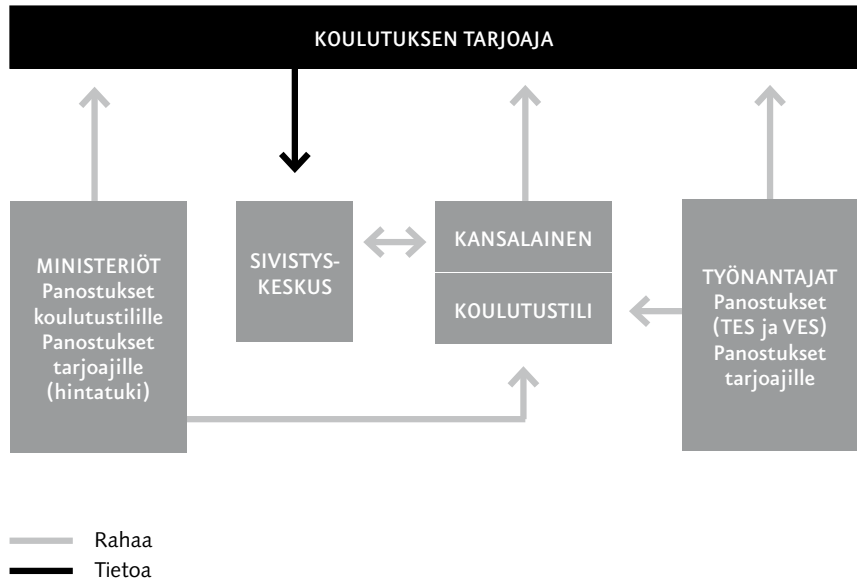 KOULUTUKSEN TARJOAJA
MINISTERIÖT
Panostukset
koulutustilille
Panostukset
tarjoajille
(hintatuki)
SIVISTYS-
KESKUS
KANSALAINEN
KOULUTUSTILI
TYÖNANTAJAT
Panostukset
(TES ja VES)
Panostukset
tarjoajille
Rahaa
Tietoa